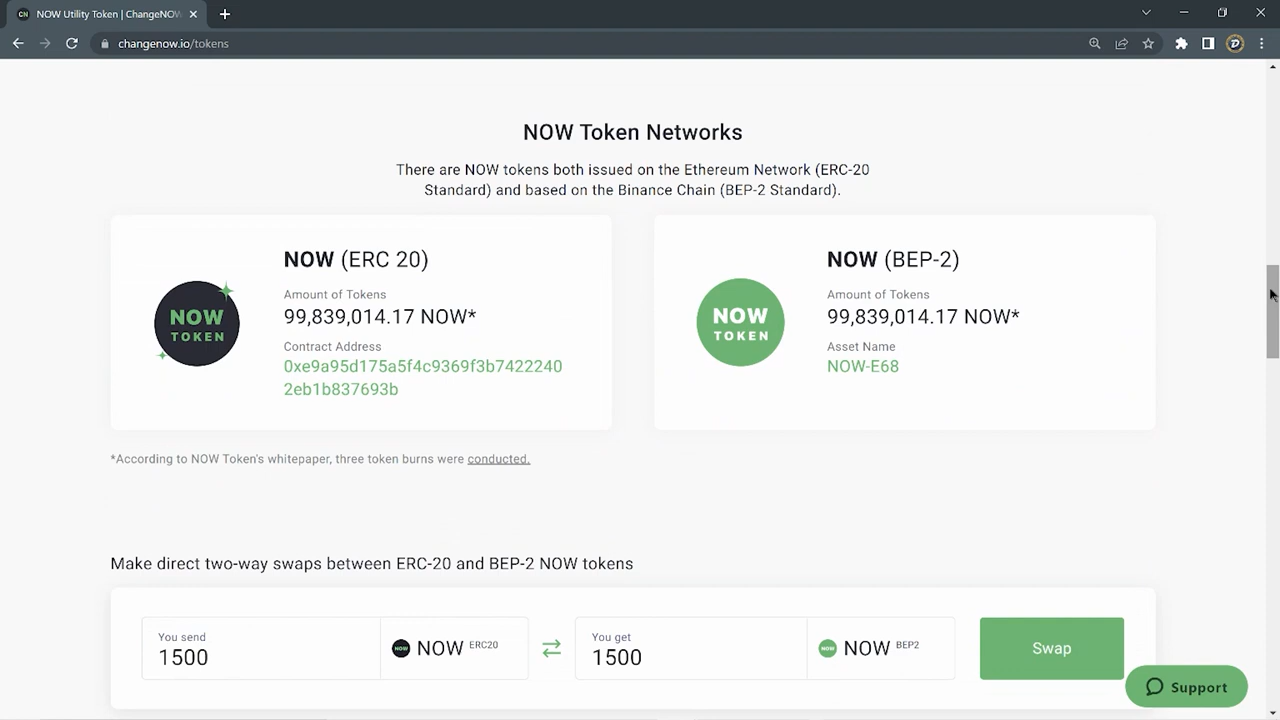 NOW Utility Token | ChangeNOW
changenow.io/tokens
NOW Token Networks
There are NOW tokens both issued on the Ethereum Network (ERC-20
Standard) and based on the Binance Chain (BEP-2 Standard).
NOW (ERC 20)
Amount of Tokens
99,839,014.17 NOW*
Contract Address
0xe9a95d175a5f4c9369f3b7422240
2eb1b837693b
NOW
TOKEN
NOW (BEP-2)
Amount of Tokens
99,839,014.17 NOW*
Asset Name
NOW-E68
NOW
TOKEN
*According to NOW Token's whitepaper, three token burns were conducted.
Make direct two-way swaps between ERC-20 and BEP-2 NOW tokens
You send
1500
NOW ERC20
You get
1500
NOW BEP2
Swap
Support